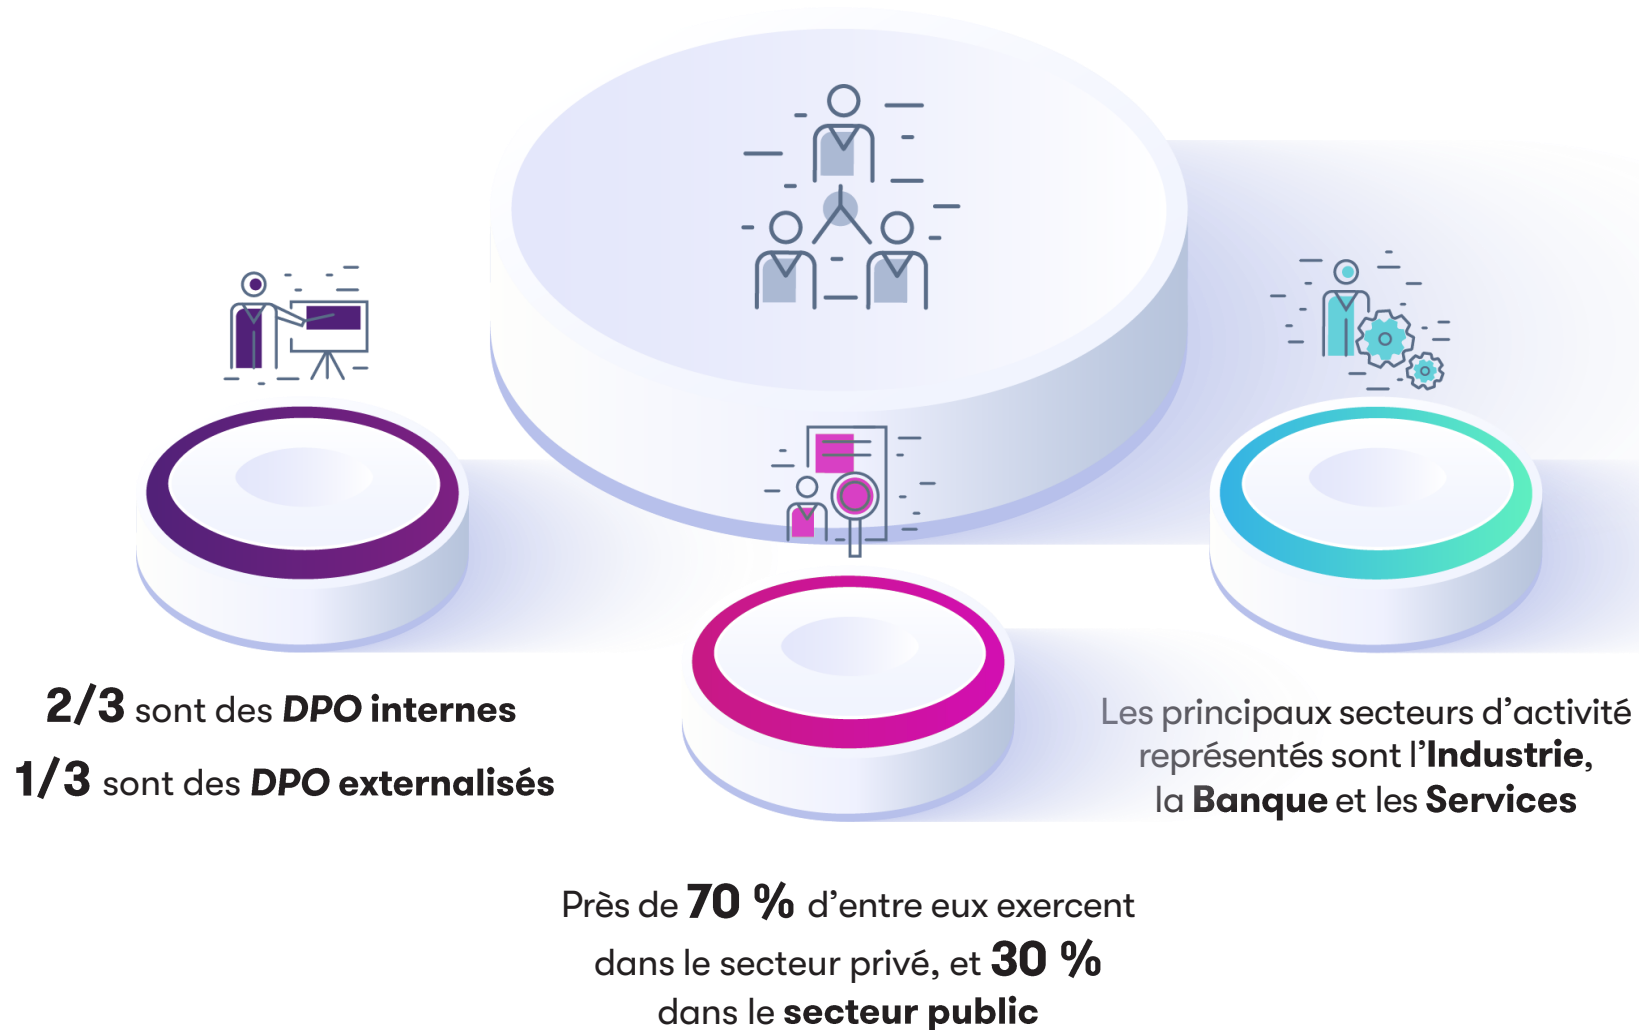 2/3 sont des DPO internes
1/3 sont des DPO externalisés
Près de 70 % d’entre eux exercent
dans le secteur privé, et 30 %
dans le secteur public
Les principaux secteurs d’activité
représentés sont l’Industrie,
la Banque et les Services